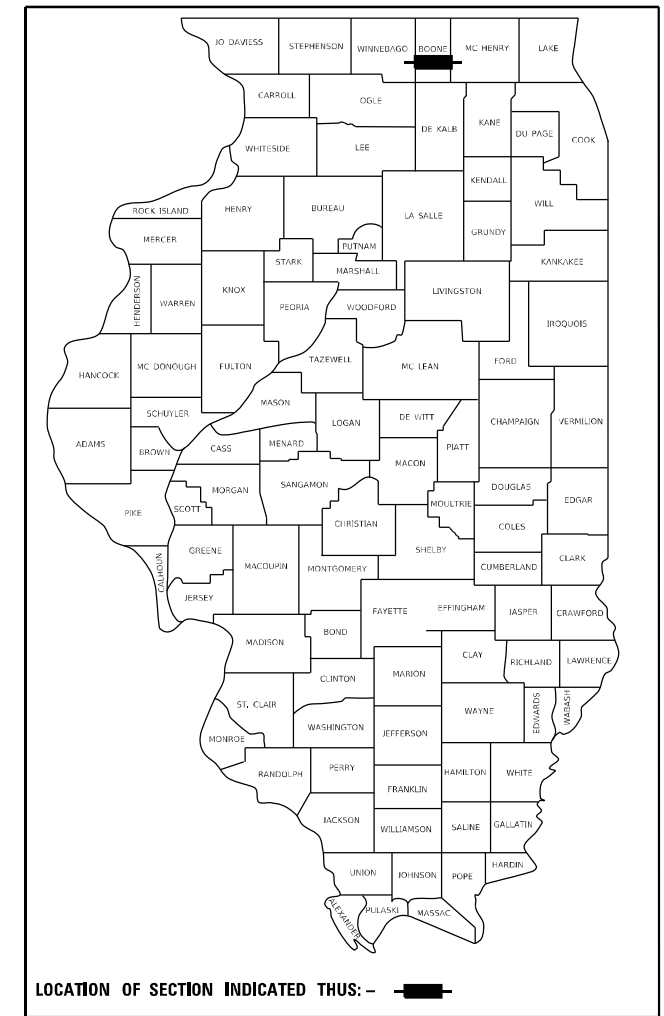 JO DAVIESS
STEPHENSON
WINNEBAGO
BOONE
MC HENRY
LAKE
CARROLL
OGLE
DE KALB
KANE
DU PAGE
COOK
WHITESIDE
LEE
KENDALL
WILL
ROCK ISLAND
HENRY
BUREAU
LA SALLE
GRUNDY
MERCER
PUTNAM
STARK
MARSHALL
KANKAKEE
HENDERSON
WARREN
KNOX
PEORIA
WOODFORD
LIVINGSTON
IROQUOIS
HANCOCK
MC DONOUGH
FULTON
TAZEWELL
MC LEAN
FORD
MASON
SCHUYLER
LOGAN
DE WITT
CHAMPAIGN
VERMILION
ADAMS
BROWN
CASS
MENARD
PIATT
MACON
MORGAN
SANGAMON
DOUGLAS
EDGAR
PIKE
SCOTT
CHRISTIAN
MOULTRIE
COLES
GREENE
CALHOUN
MACOUPIN
MONTGOMERY
SHELBY
CUMBERLAND
CLARK
JERSEY
FAYETTE
EFFINGHAM
JASPER
CRAWFORD
MADISON
BOND
CLAY
RICHLAND
LAWRENCE
CLINTON
MARION
ST. CLAIR
WAYNE
EDWARDS
WABASH
WASHINGTON
JEFFERSON
MONROE
RANDOLPH
PERRY
HAMILTON
WHITE
FRANKLIN
JACKSON
WILLIAMSON
SALINE
GALLATIN
UNION
JOHNSON
POPE
HARDIN
ALEXANDER
PULASKI
MASSAC
LOCATION OF SECTION INDICATED THUS: –